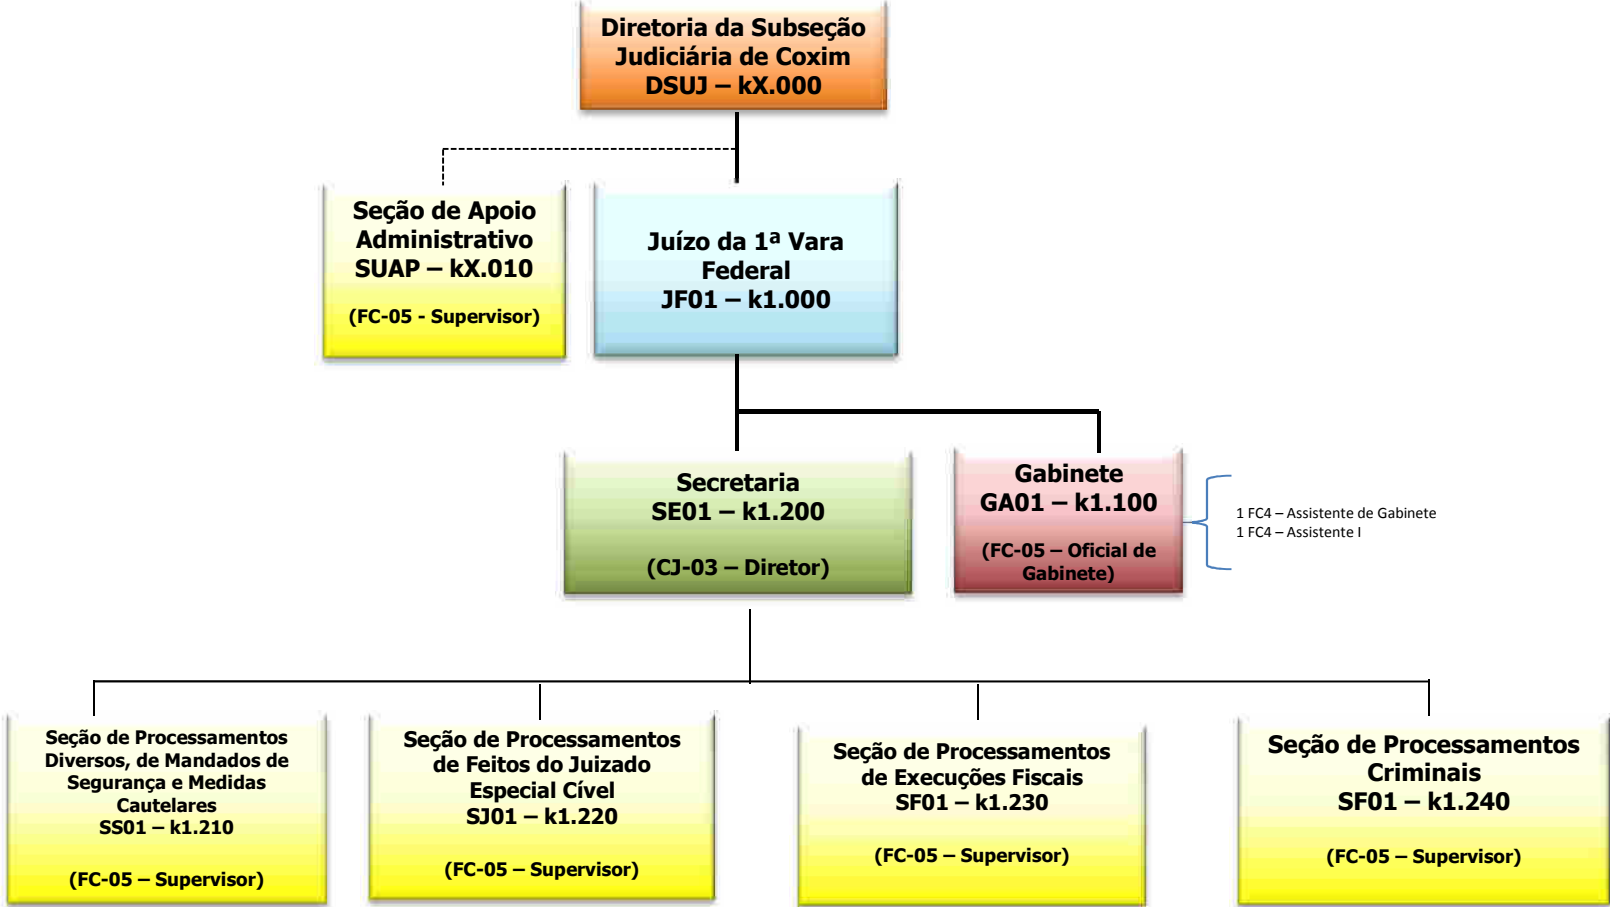 Diretoria da Subseção
Judiciária de Coxim
DSUJ – kX.000
Seção de Apoio
Administrativo
SUAP – kX.010
(FC-05 - Supervisor)
Juízo da 1ª Vara
Federal
JF01 – k1.000
Secretaria
SE01 – k1.200
(CJ-03 – Diretor)
Gabinete
GA01 – k1.100
(FC-05 – Oficial de
Gabinete)
1 FC4 – Assistente de Gabinete
1 FC4 – Assistente I
Seção de Processamentos
Diversos, de Mandados de
Segurança e Medidas
Cautelares
SS01 – k1.210
(FC-05 – Supervisor)
Seção de Processamentos
de Feitos do Juizado
Especial Cível
SJ01 – k1.220
(FC-05 – Supervisor)
Seção de Processamentos
de Execuções Fiscais
SF01 – k1.230
(FC-05 – Supervisor)
Seção de Processamentos
Criminais
SF01 – k1.240
(FC-05 – Supervisor)